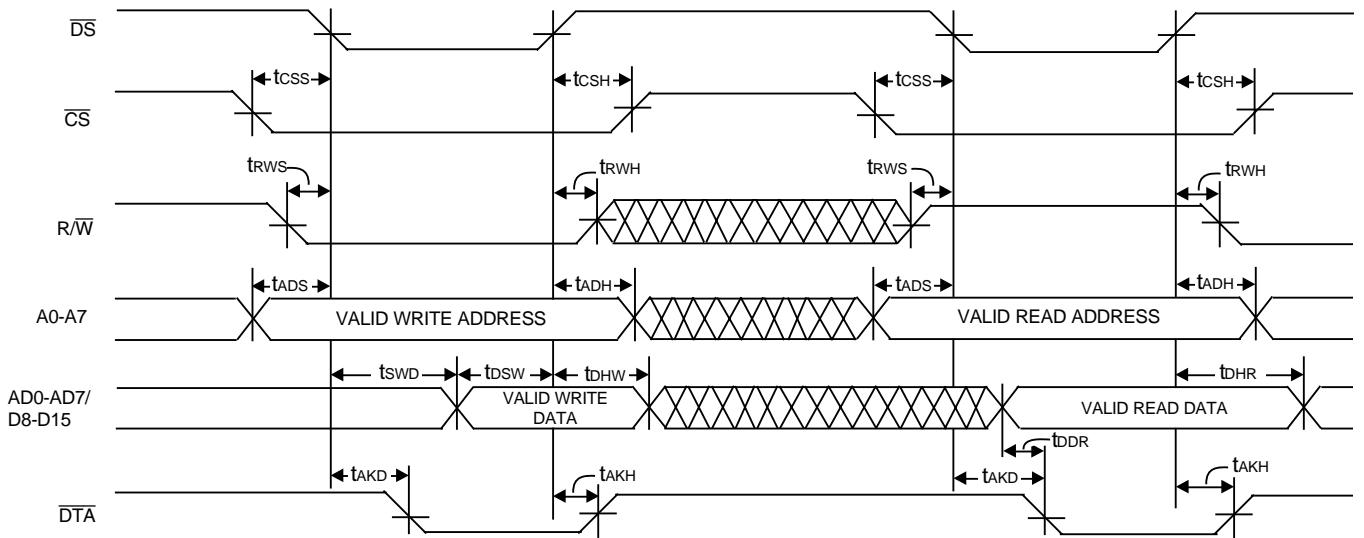 DS
tCSS tCSH tCSS tCSH
CS
tRWS tRWH tRWS tRWH
R/W
tADS tADH tADS tADH
A0-A7 VALID WRITE ADDRESS VALID READ ADDRESS
tSWD tDSW tDHW tDHR
AD0-AD7/
D8-D15
VALID WRITE
DATA
VALID READ DATA
tDDR
tAKD tAKH tAKD tAKH
DTA